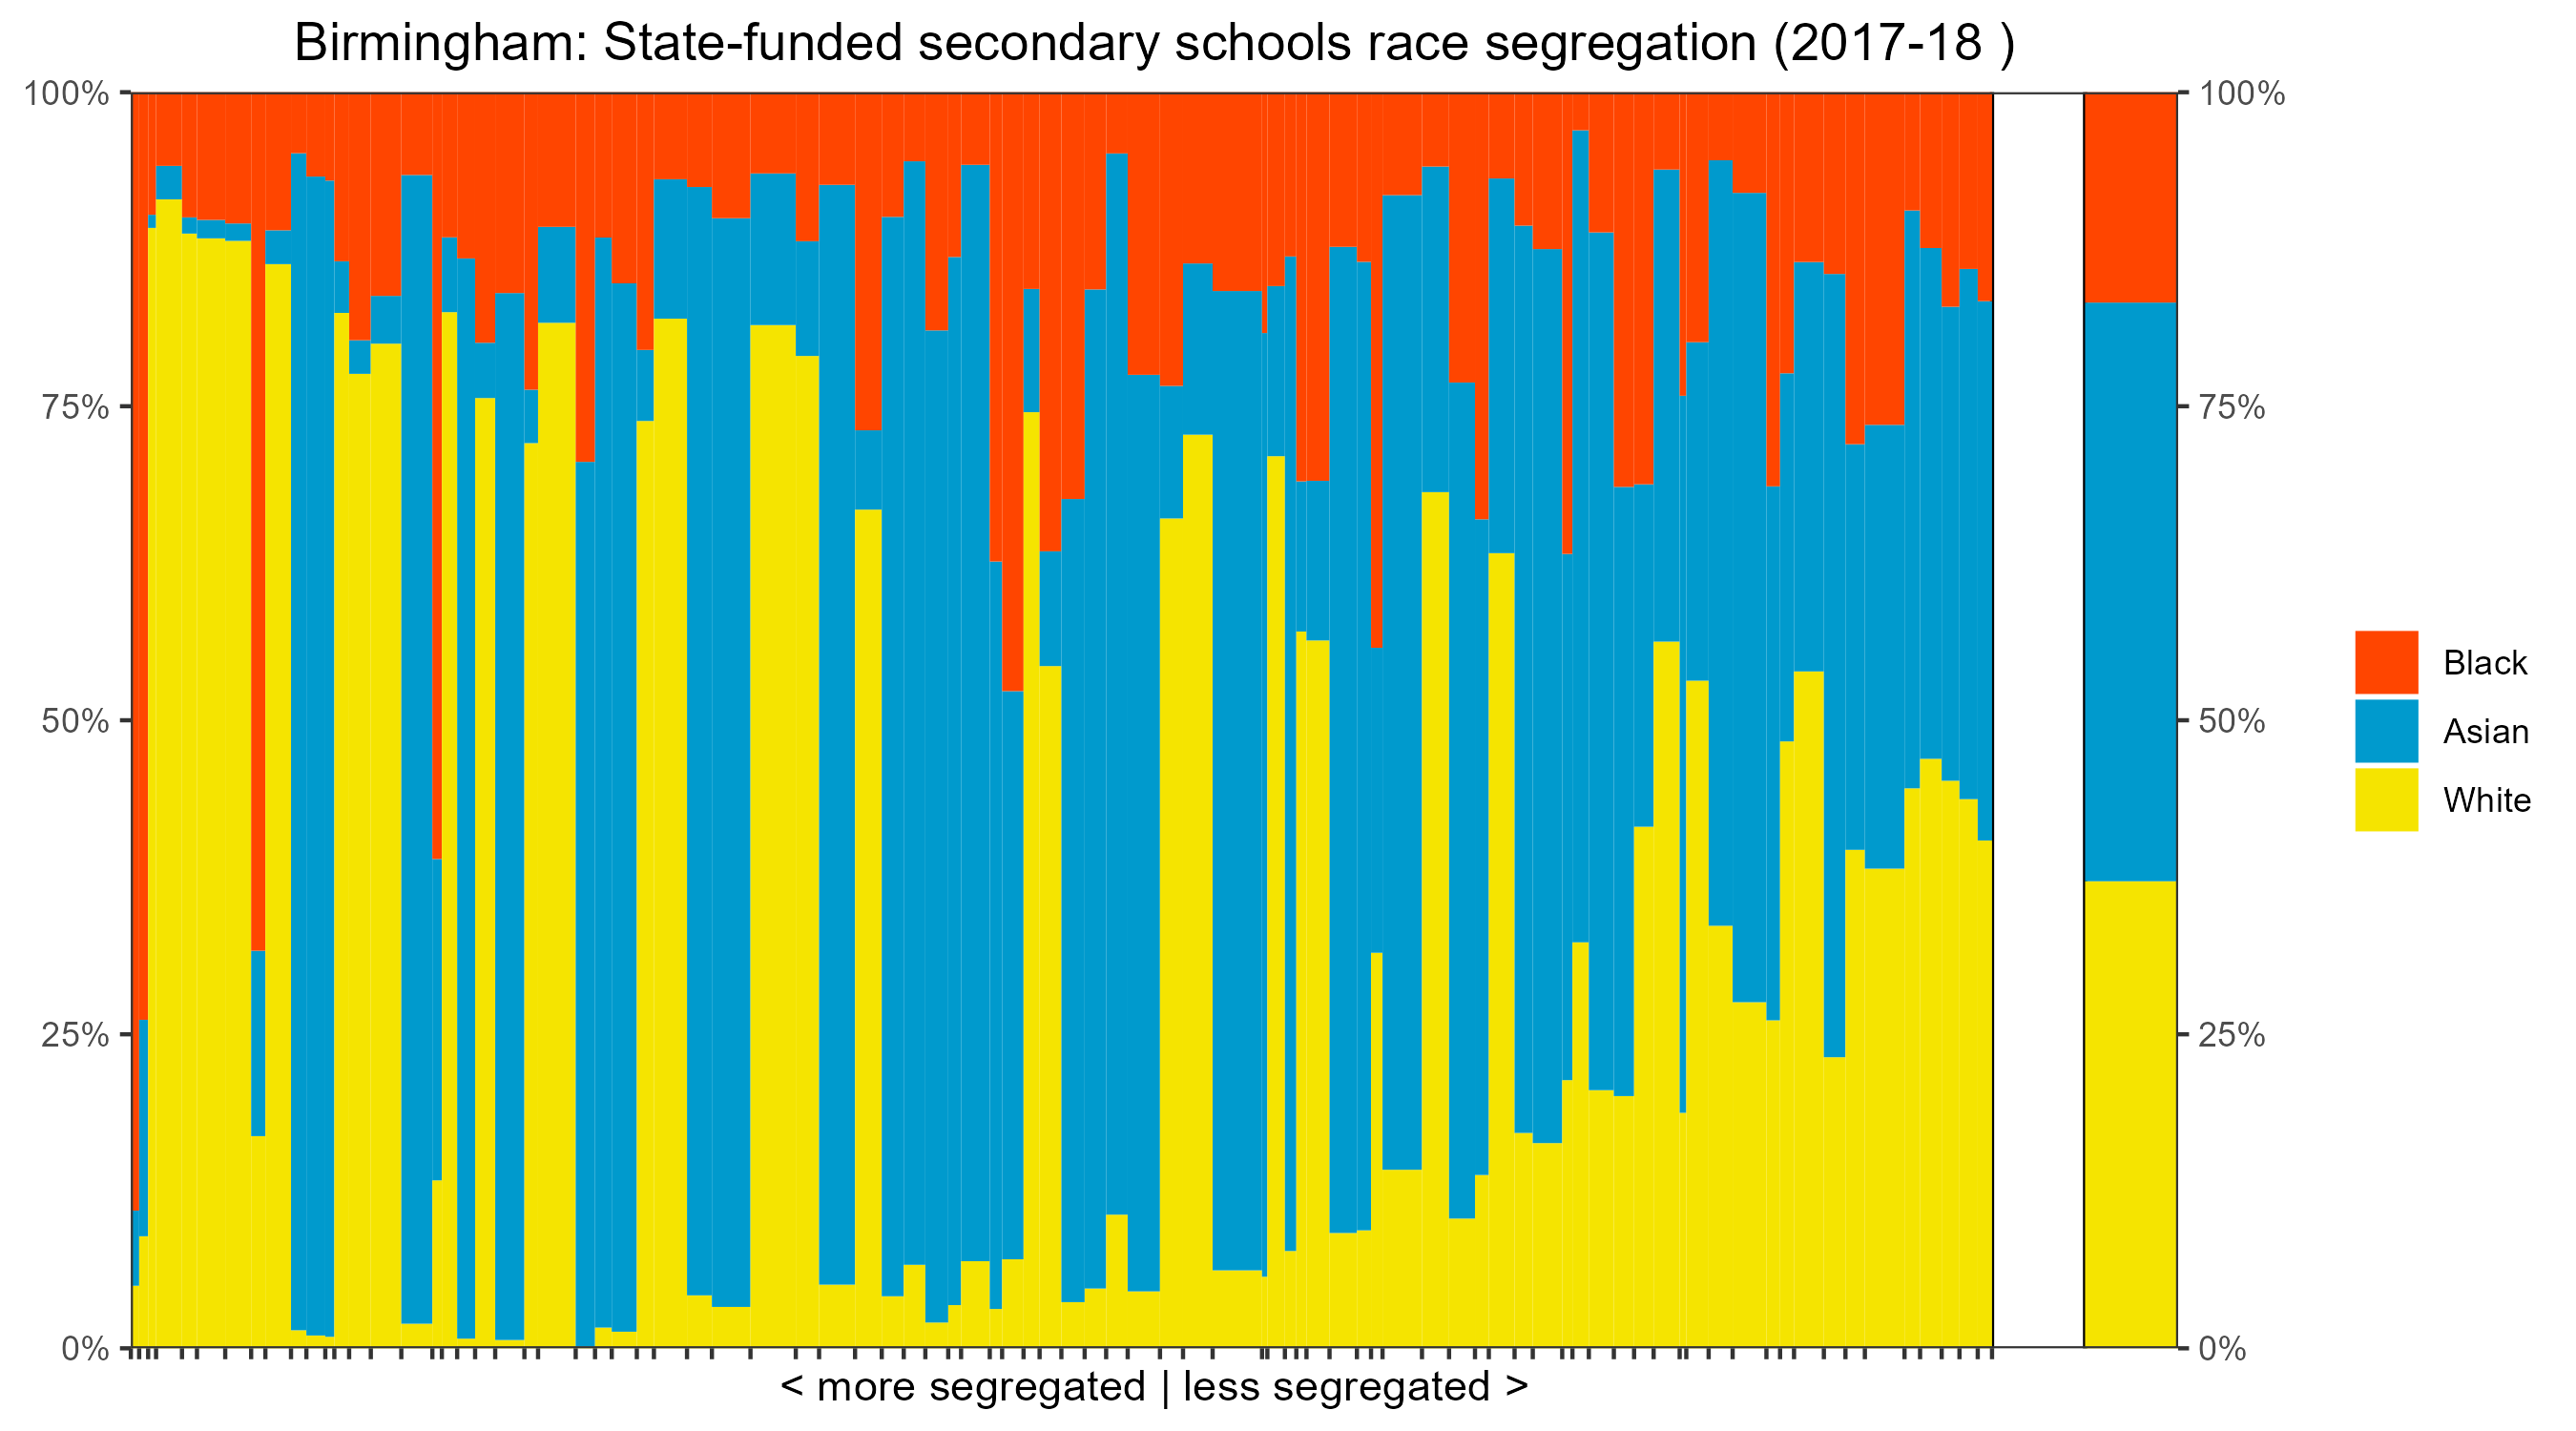 Birmingham: State-funded secondary schools race segregation (2017-18 )
100%
75%
50%
25%
0%
100%
75%
50%
25%
0%
Black
Asian
White
< more segregated | less segregated >